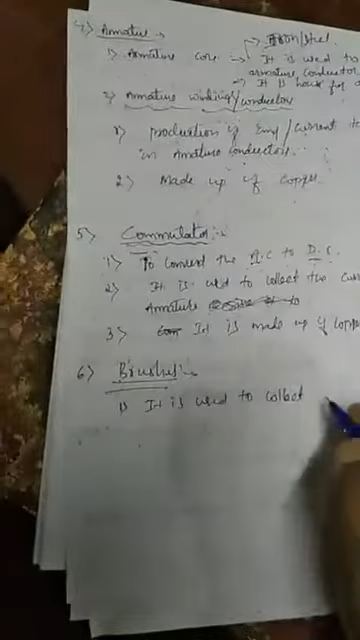 4) Armature :-
→ Iron/steel
1) Armature core → It is used to
armature conductor
→ It is house for
2) Armature winding/conductor
1) production of Emf/current
in Armature conductors.
2) Made up of Copper.
5) Commutator :-
1) To convert the A.C to D.C.
2) It is used to collect the curr
Armature
3) It is made up of Coppe
6) Brushes :-
1) It is used to collect